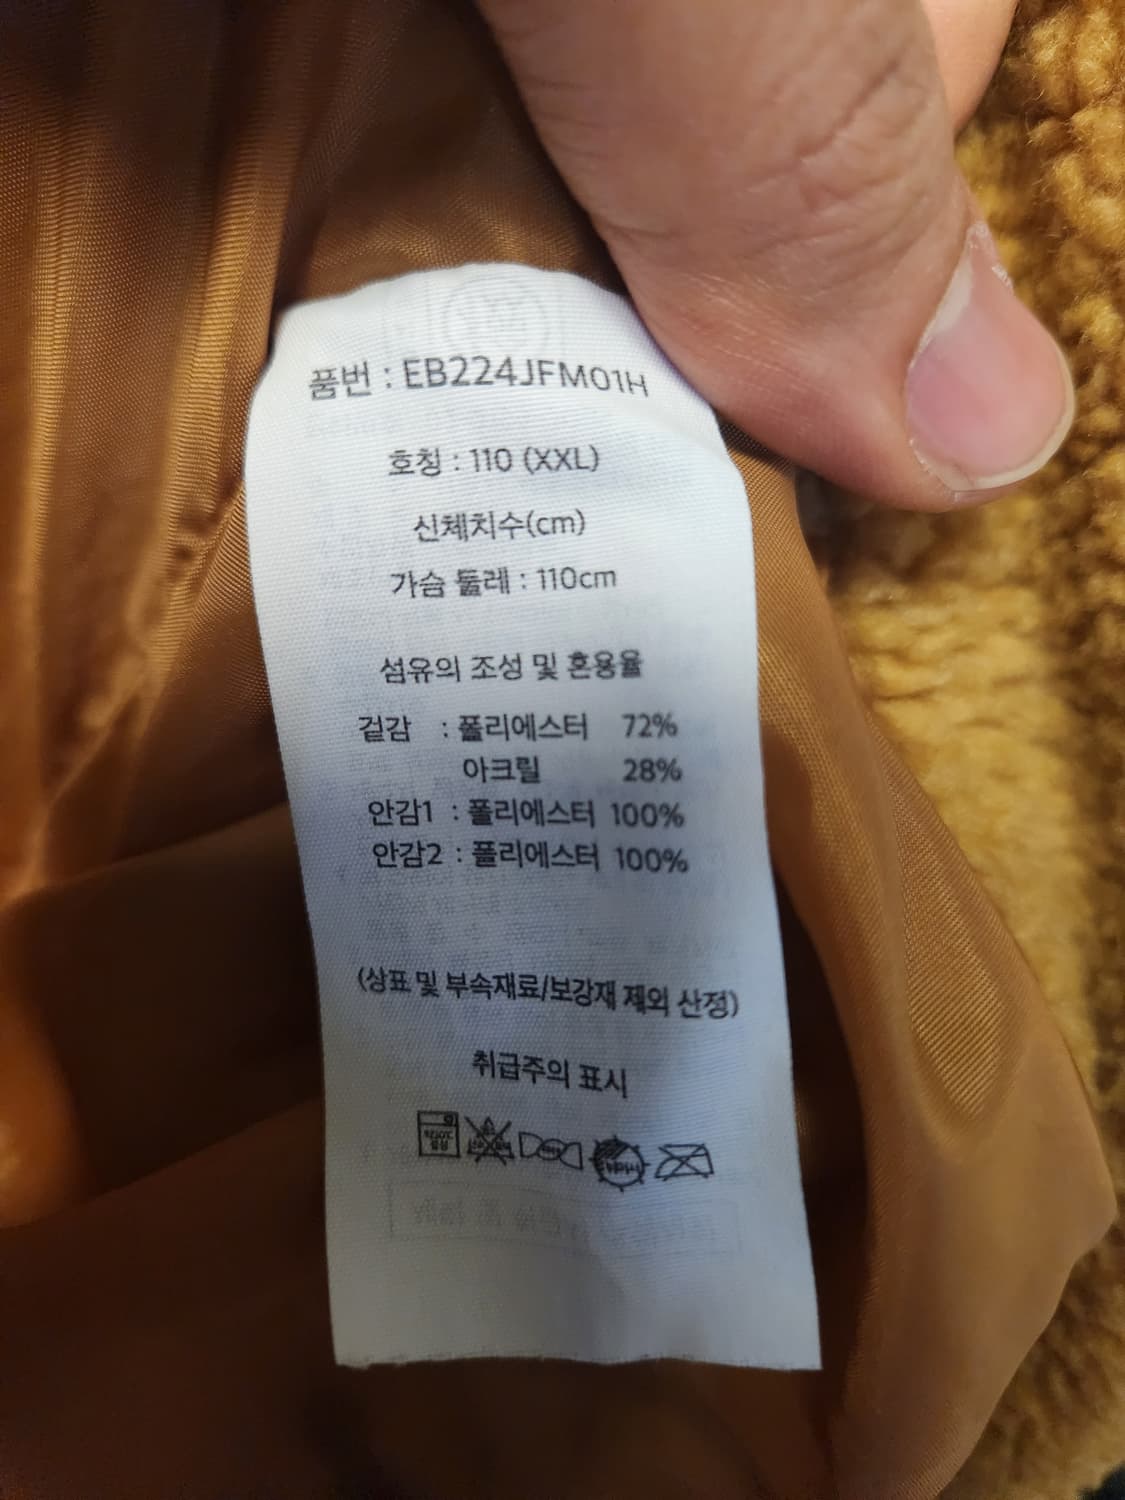 품번 : EB224JFM01H
호칭 : 110 (XXL)
신체치수(cm)
가슴 둘레 : 110cm
섬유의 조성 및 혼용율
겉감 : 폴리에스터 72%
아크릴 28%
안감1 : 폴리에스터 100%
안감2 : 폴리에스터 100%
(상표 및 부속재료/보강재 제외 산정)
취급주의 표시